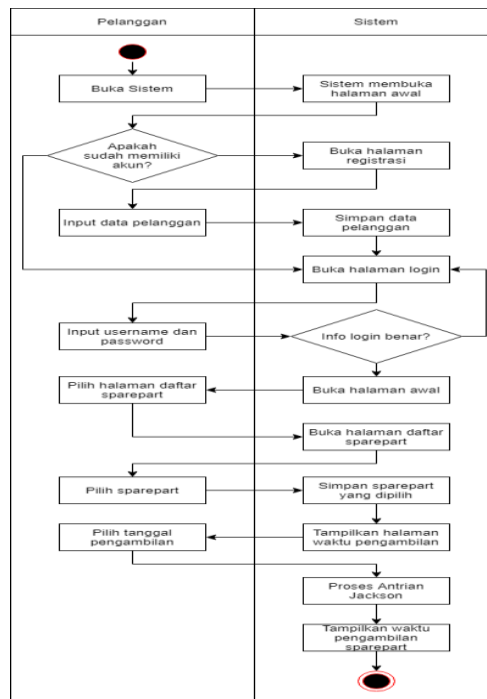 Pelanggan
Sistem
Buka Sistem
Sistem membuka
halaman awal
Apakah
sudah memiliki
akun?
Buka halaman
registrasi
Input data pelanggan
Simpan data
pelanggan
Buka halaman login
Input username dan
password
Info login benar?
Pilih halaman daftar
sparepart
Buka halaman awal
Buka halaman daftar
sparepart
Pilih sparepart
Simpan sparepart
yang dipilih
Pilih tanggal
pengambilan
Tampilkan halaman
waktu pengambilan
Proses Antrian
Jackson
Tampilkan waktu
pengambilan
sparepart